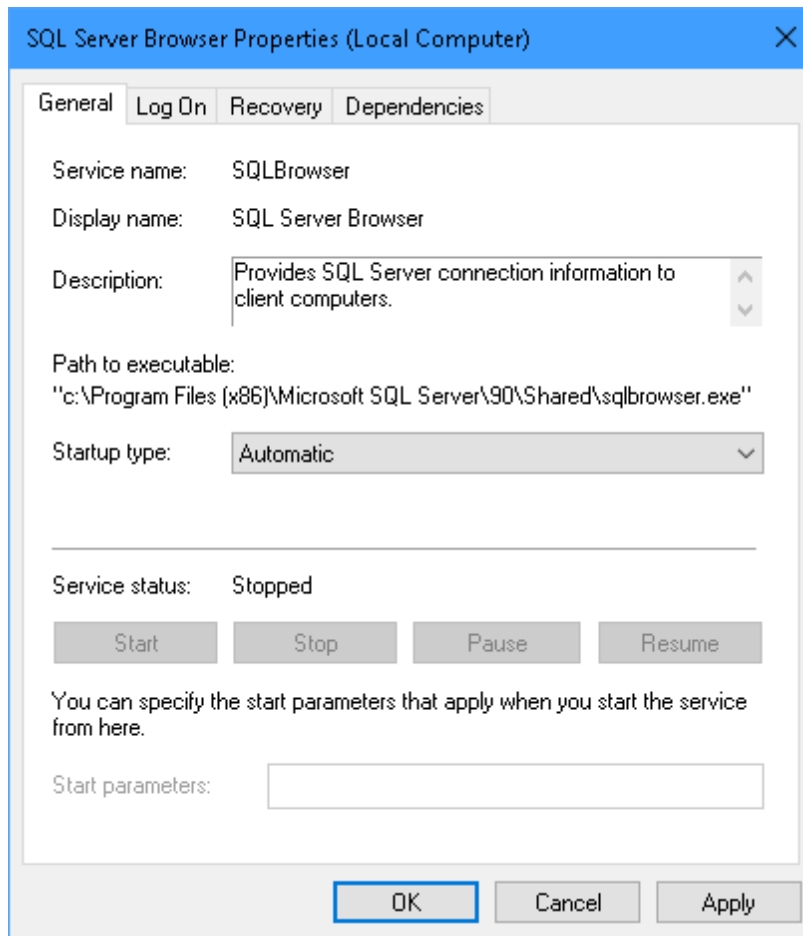 SQL Server Browser Properties (Local Computer)
General Log On Recovery Dependencies
Service name: SQLBrowser
Display name: SQL Server Browser
Description: Provides SQL Server connection information to
client computers.
Path to executable:
"c:\Program Files (x86)\Microsoft SQL Server\90\Shared\sqlbrowser.exe"
Startup type: Automatic
Service status: Stopped
Start Stop Pause Resume
You can specify the start parameters that apply when you start the service
from here.
Start parameters:
OK Cancel Apply